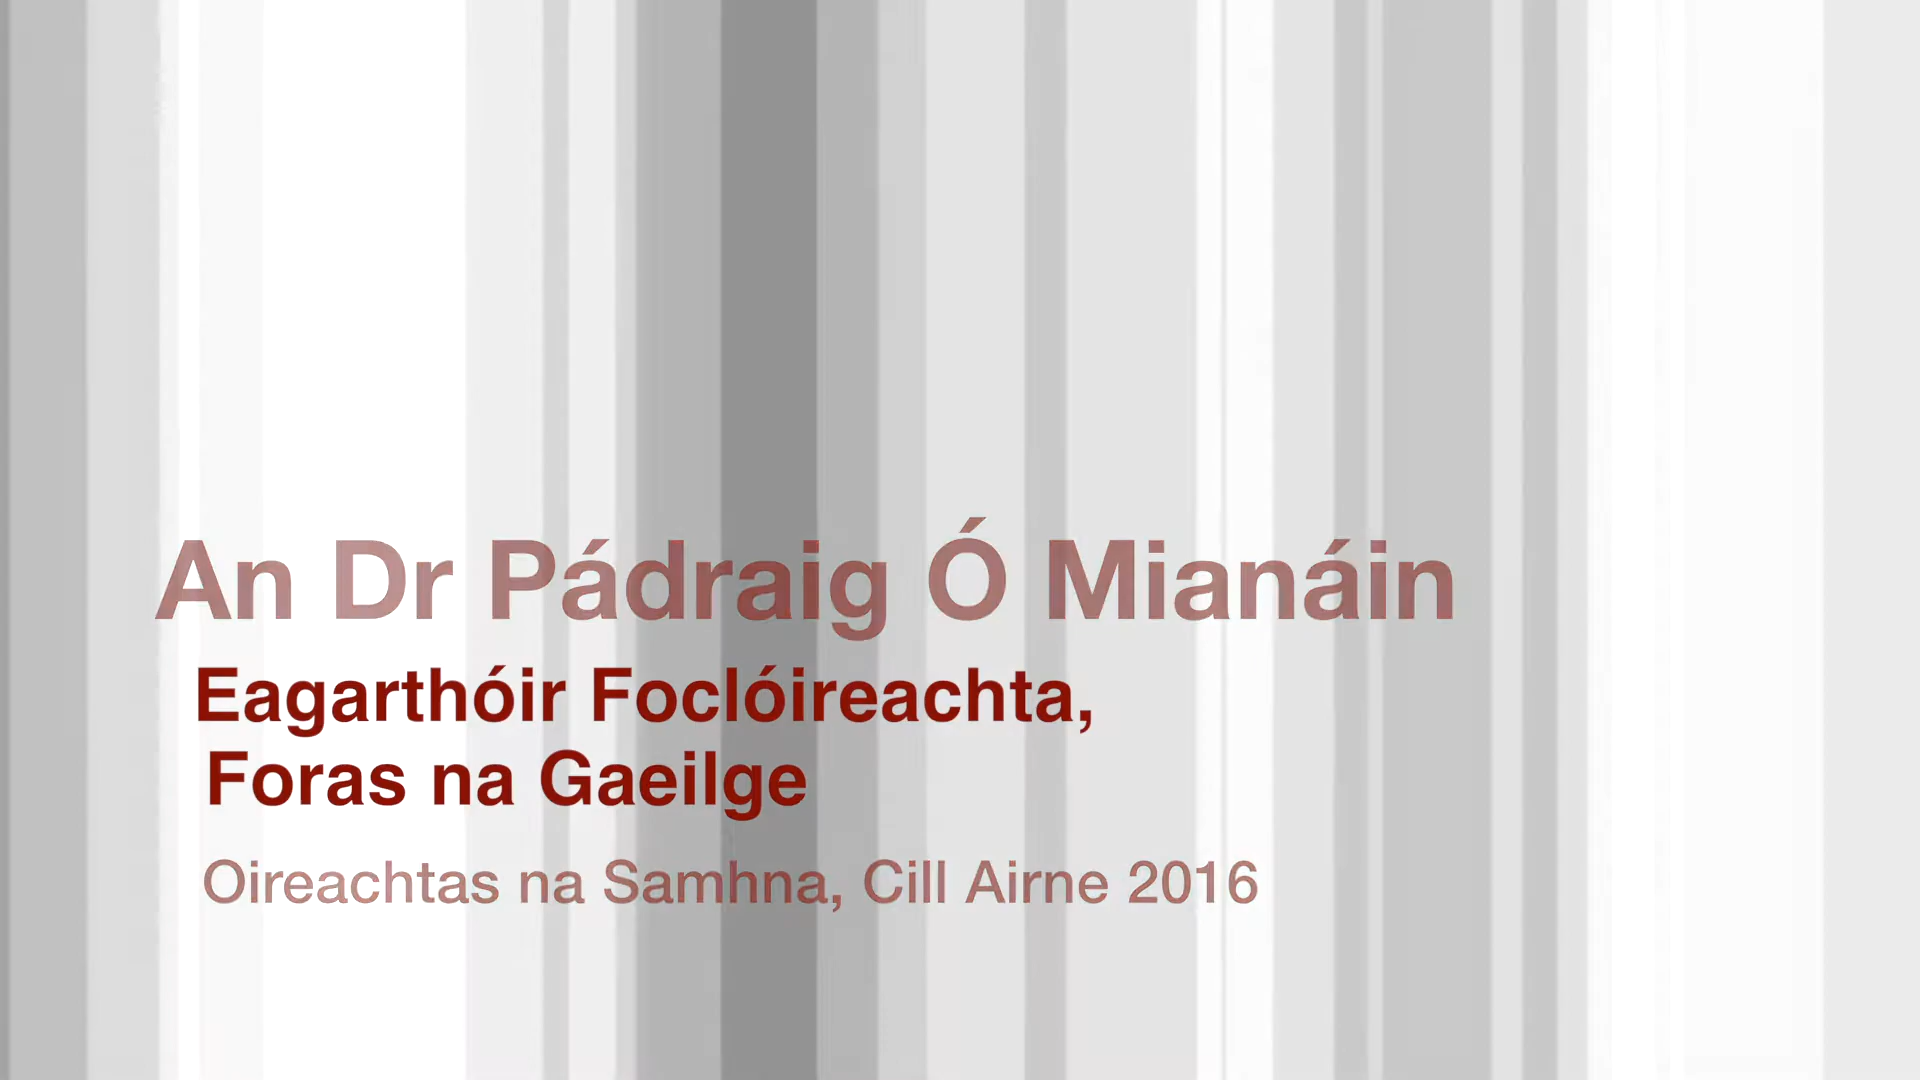 An Dr Pádraig Ó Mianáin
Eagarthóir Foclóireachta,
Foras na Gaeilge
Oireachtas na Samhna, Cill Airne 2016